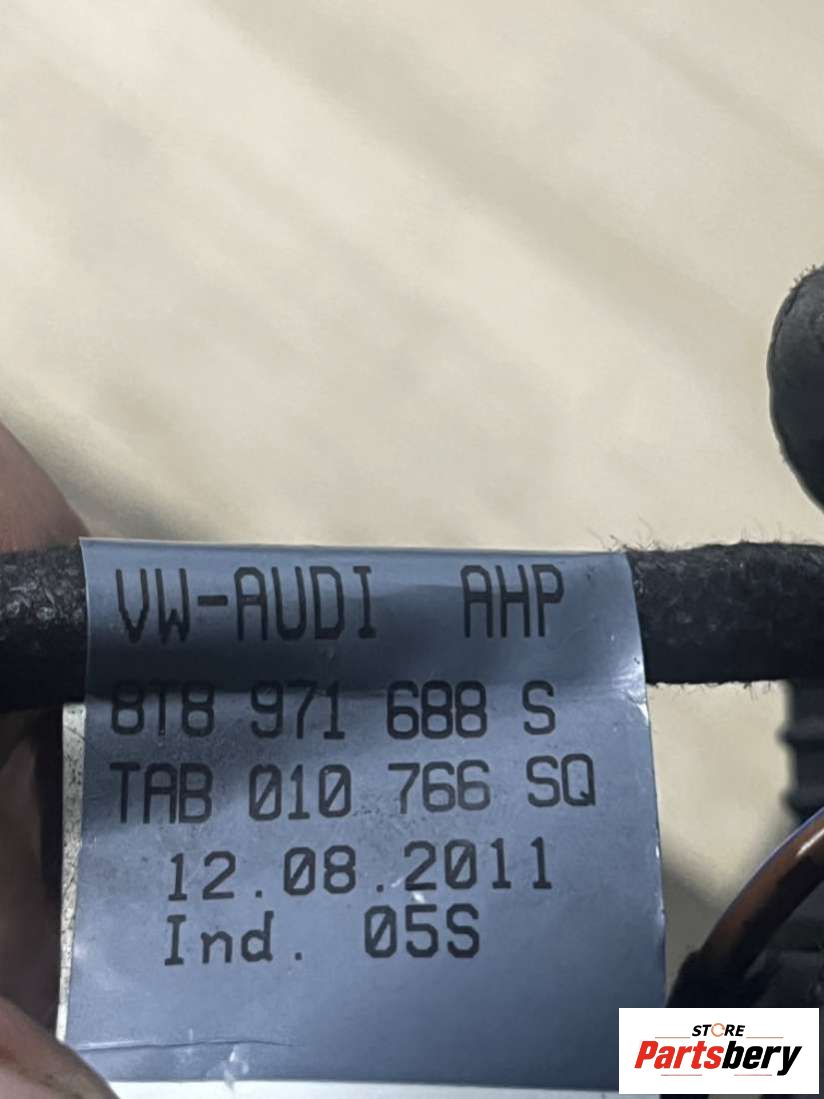 VW-AUDI AHP
8T8 971 688 S
TAB 010 766 SQ
12.08.2011
Ind. 05S
STORE
Partsbery